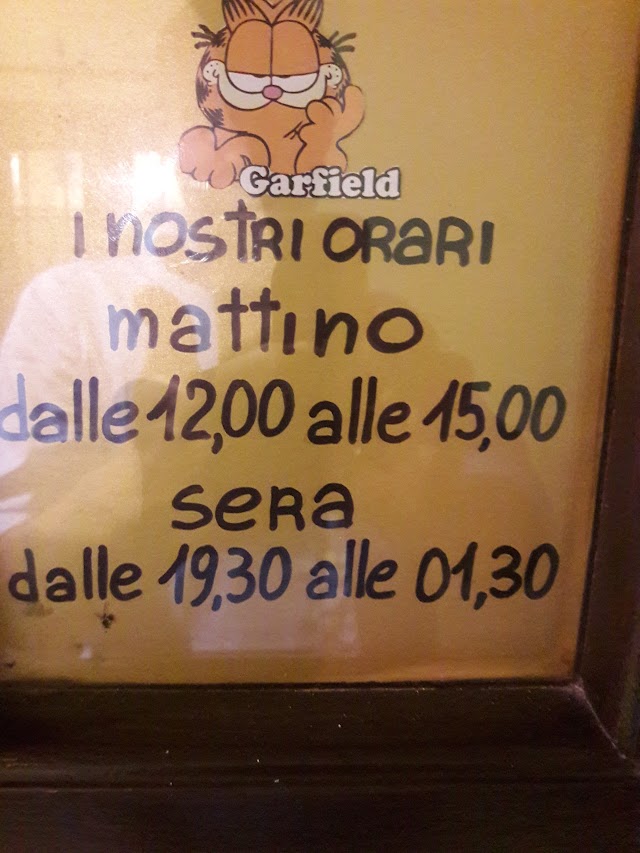 Garfield
i nostri orari
mattino
dalle 12,00 alle 15,00
sera
dalle 19,30 alle 01,30